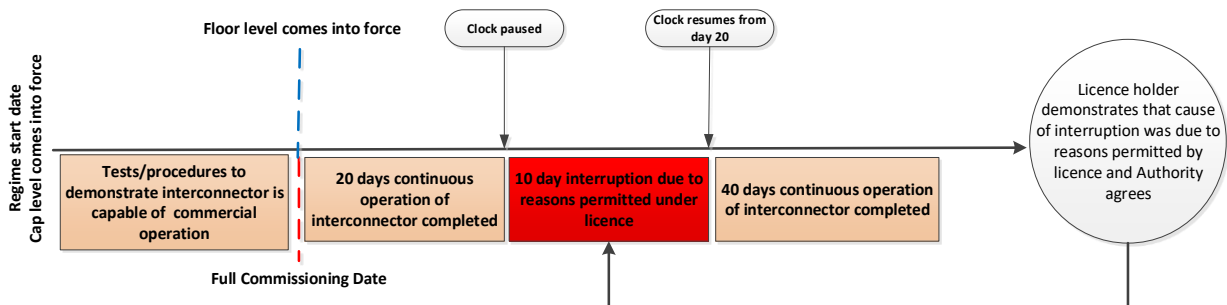 Floor level comes into force
Clock paused
Clock resumes from
day 20
Regime start date
Cap level comes into force
Tests/procedures to
demonstrate interconnector is
capable of commercial
operation
20 days continuous
operation of
interconnector completed
10 day interruption due to
reasons permitted under
licence
40 days continuous operation
of interconnector completed
Licence holder
demonstrates that cause
of interruption was due to
reasons permitted by
licence and Authority
agrees
Full Commissioning Date